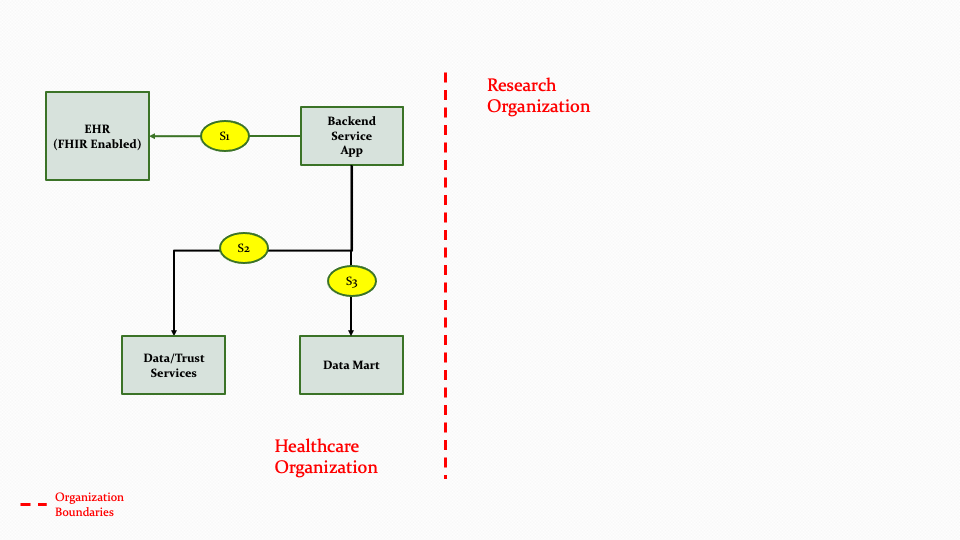 Research
Organization
EHR
(FHIR Enabled)
S1
Backend
Service
App
S2
S3
Data/Trust
Services
Data Mart
Healthcare
Organization
Organization
Boundaries